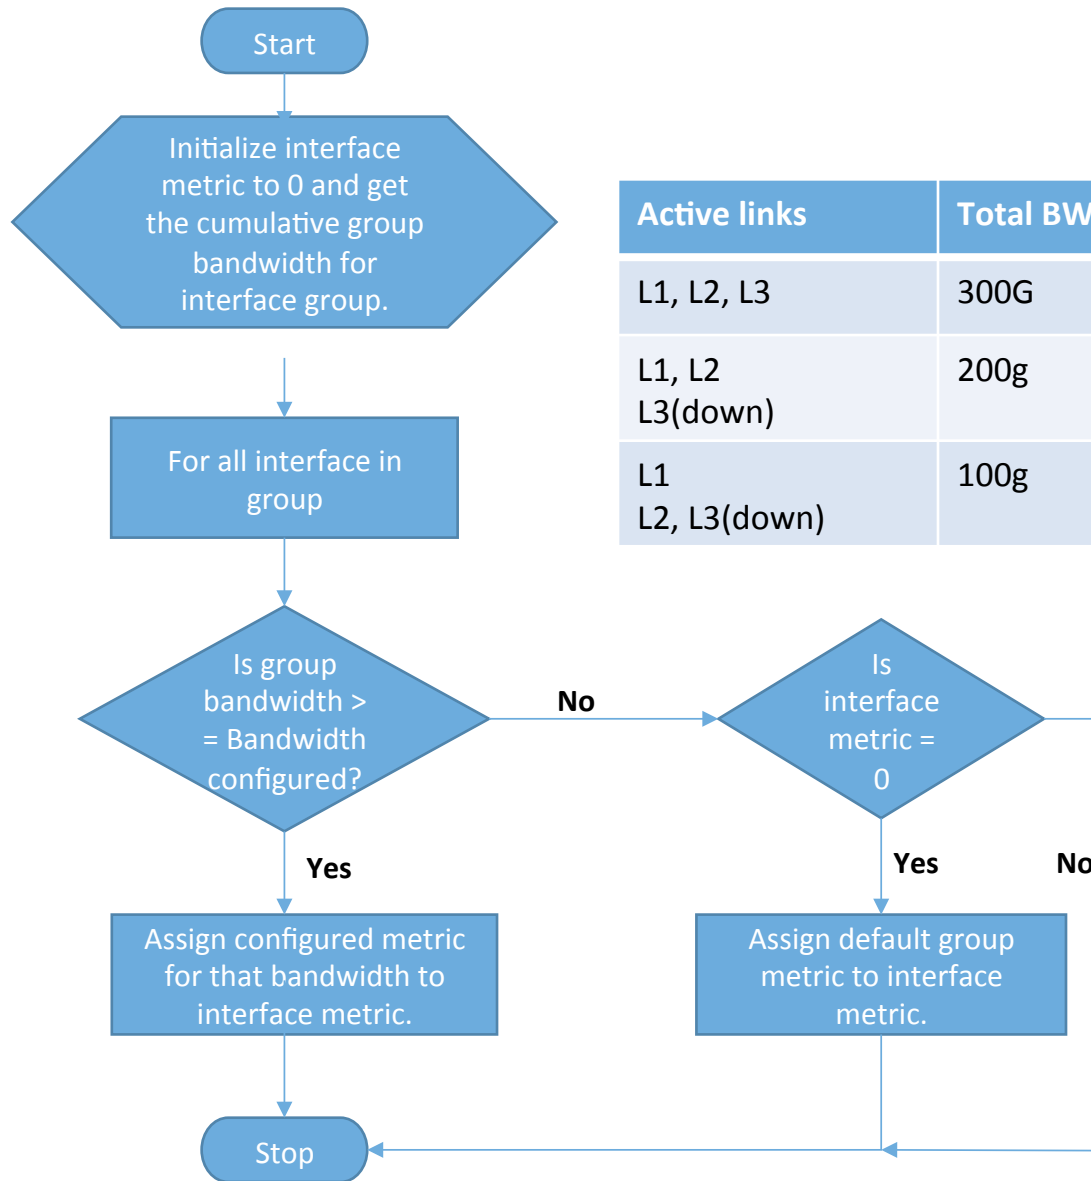 Start
Initialize interface
metric to 0 and get
the cumulative group
bandwidth for
interface group.
Active links
Total BW
L1, L2, L3
300G
L1, L2
L3(down)
200g
L1
L2, L3(down)
100g
For all interface in
group
Is group
bandwidth >
= Bandwidth
configured?
No
Is
interface
metric =
0
Yes
Yes
No
Assign configured metric
for that bandwidth to
interface metric.
Assign default group
metric to interface
metric.
Stop